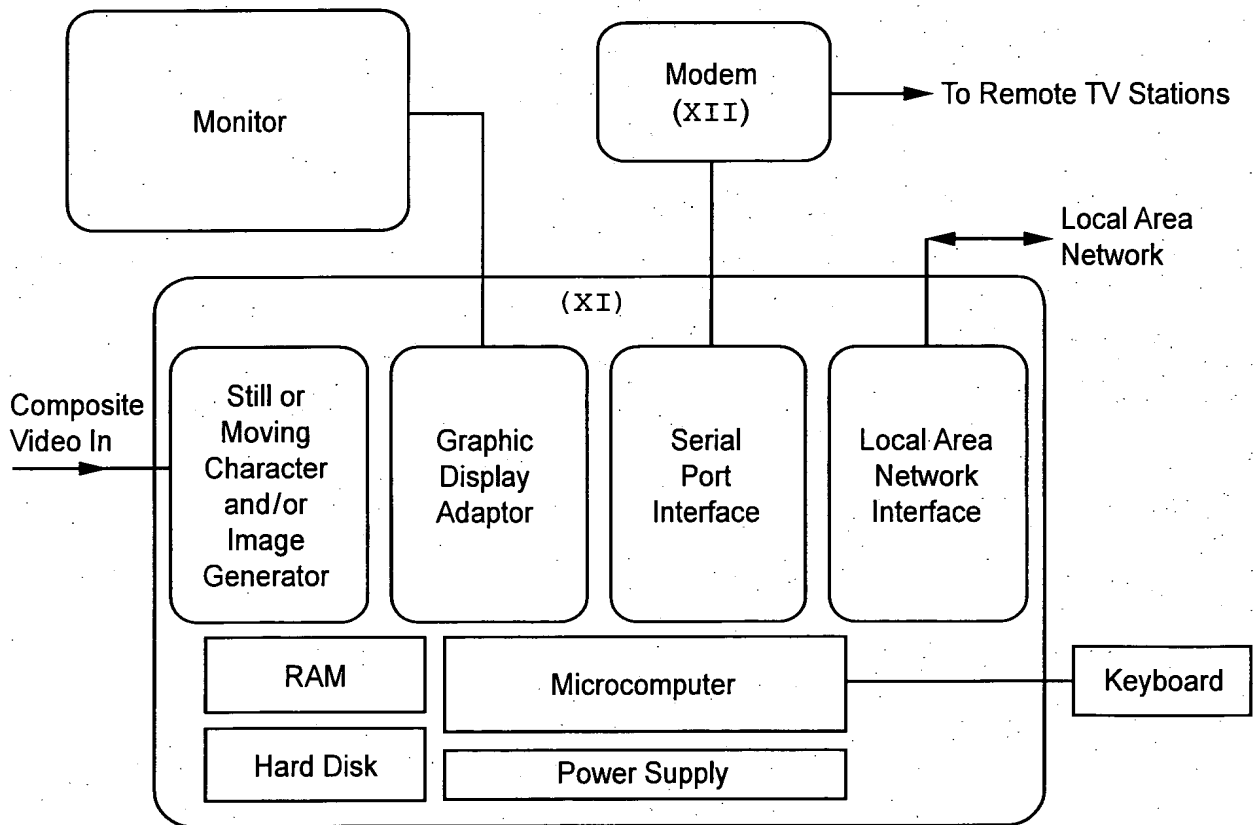 Monitor
Modem
(XII)
To Remote TV Stations
Local Area
Network
(XI)
Composite
Video In
Still or
Moving
Character
and/or
Image
Generator
Graphic
Display
Adaptor
Serial
Port
Interface
Local Area
Network
Interface
RAM
Microcomputer
Keyboard
Hard Disk
Power Supply